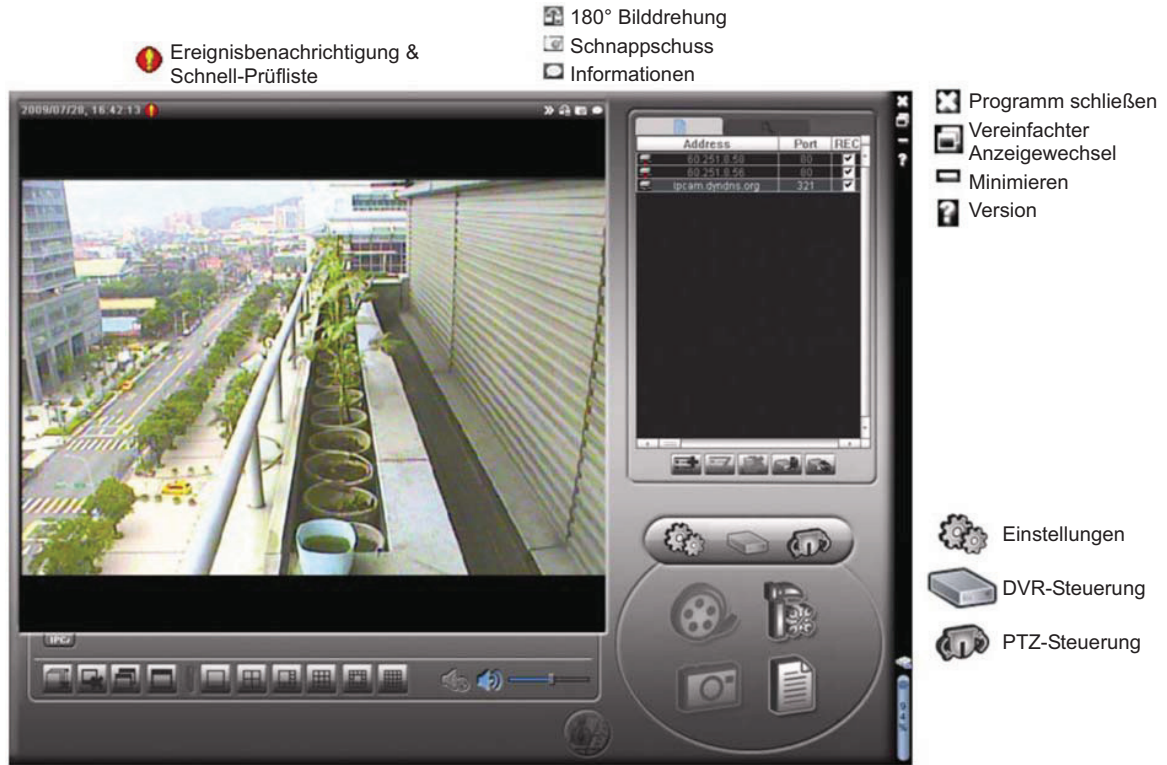 180° Bilddrehung
Schnappschuss
Informationen
Ereignisbenachrichtigung &
Schnell-Prüfliste
2009/07/28, 16:42:13
Address Port REC
60.251.8.58 80
60.251.8.56 80
ipcam.dyndns.org 321
Programm schließen
Vereinfachter
Anzeigewechsel
Minimieren
Version
Einstellungen
DVR-Steuerung
PTZ-Steuerung
94%